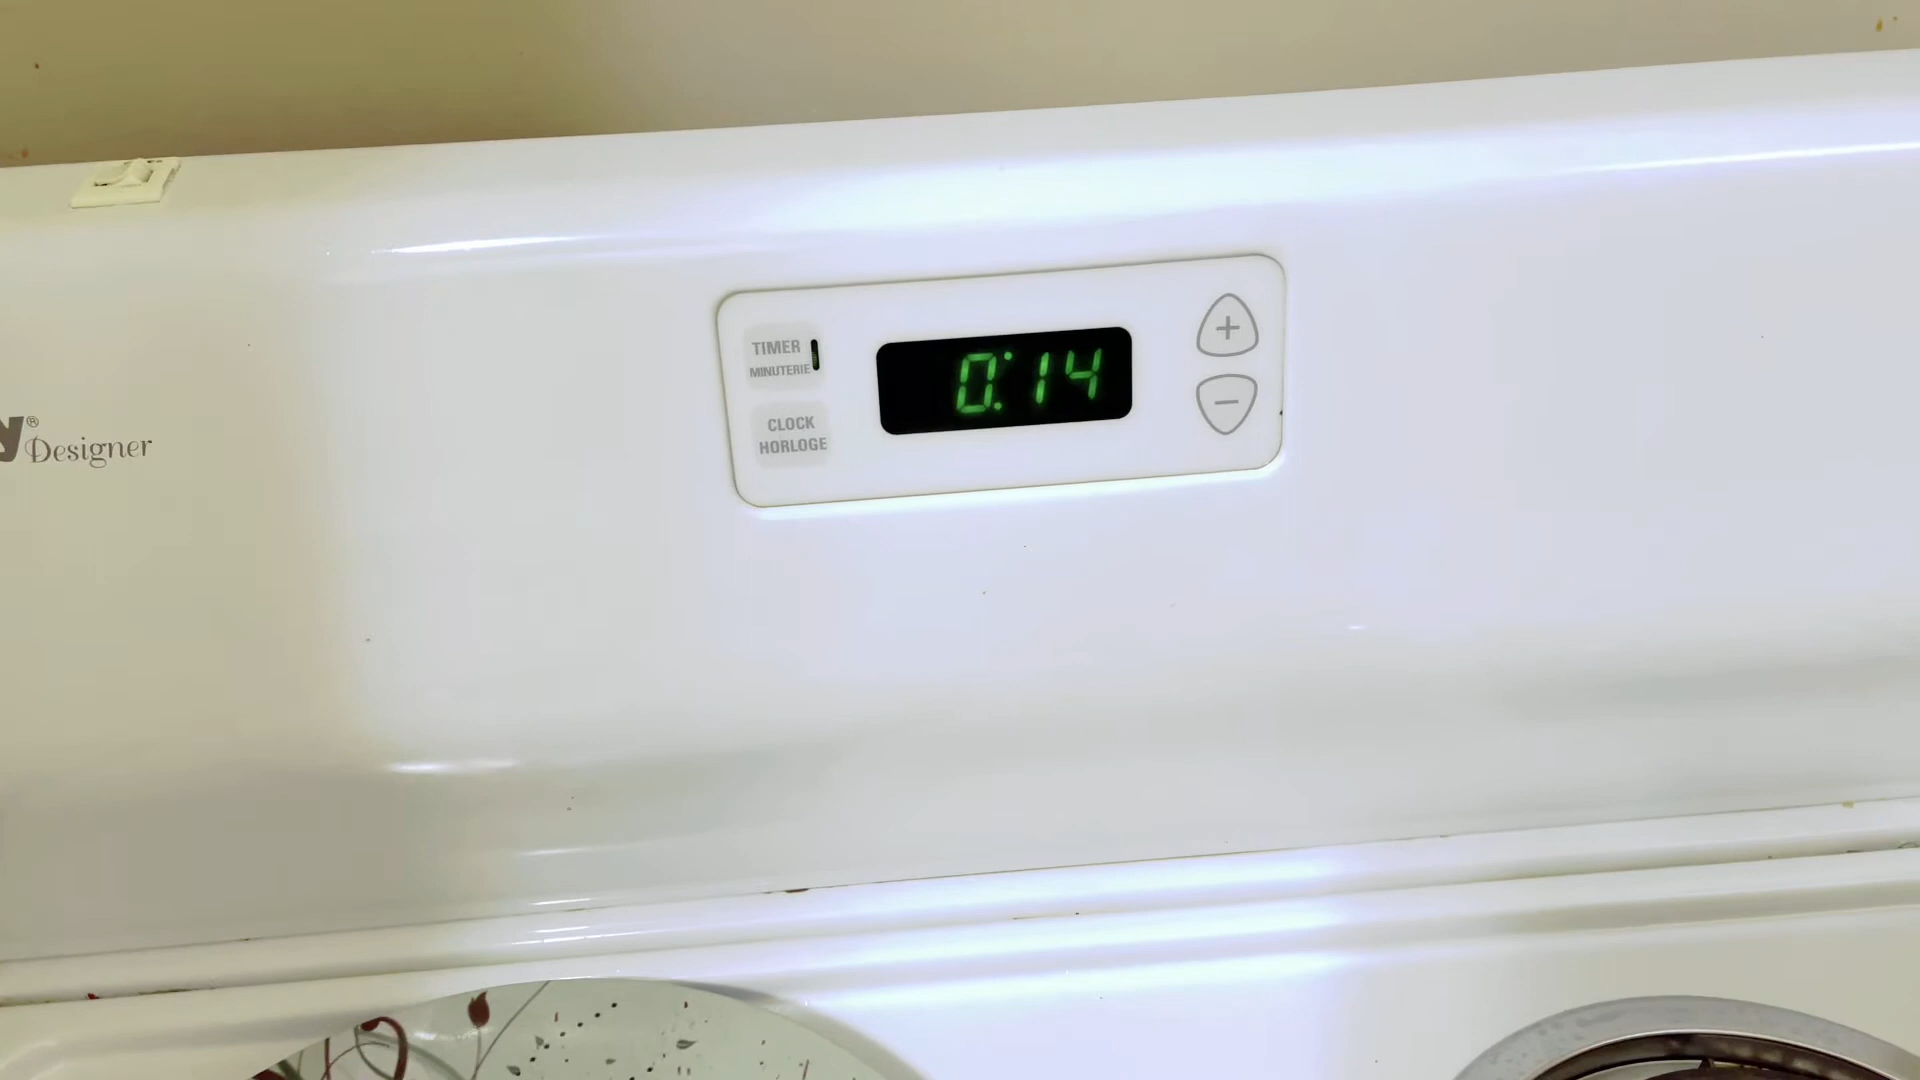 TIMER
MINUTERIE
0:14
CLOCK
HORLOGE
+
−
y® Designer